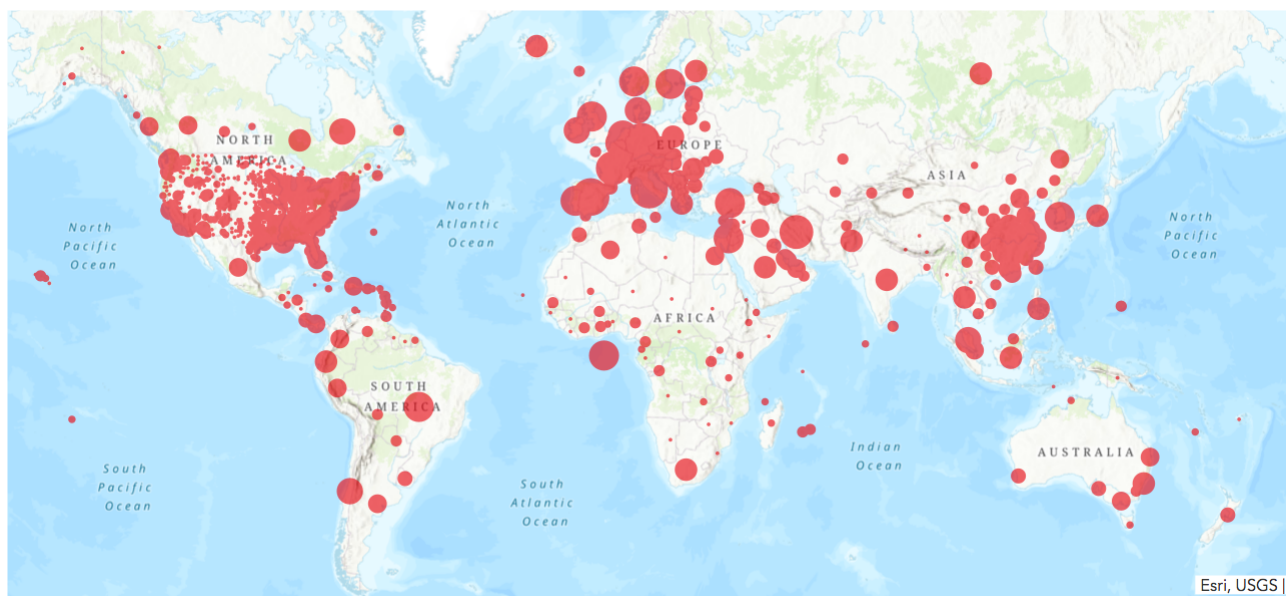 NORTH
AMERICA
EUROPE
ASIA
North
Atlantic
Ocean
North
Pacific
Ocean
North
Pacific
Ocean
AFRICA
SOUTH
AMERICA
Indian
Ocean
AUSTRALIA
South
Pacific
Ocean
South
Atlantic
Ocean
Esri, USGS |